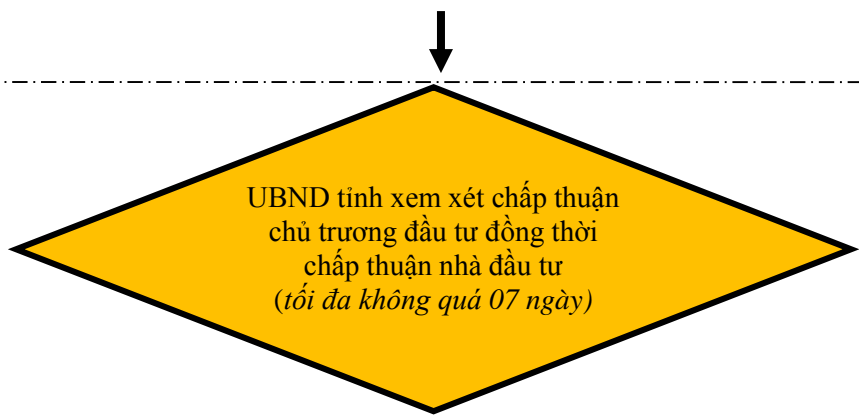 UBND tỉnh xem xét chấp thuận
chủ trương đầu tư đồng thời
chấp thuận nhà đầu tư
(tối đa không quá 07 ngày)